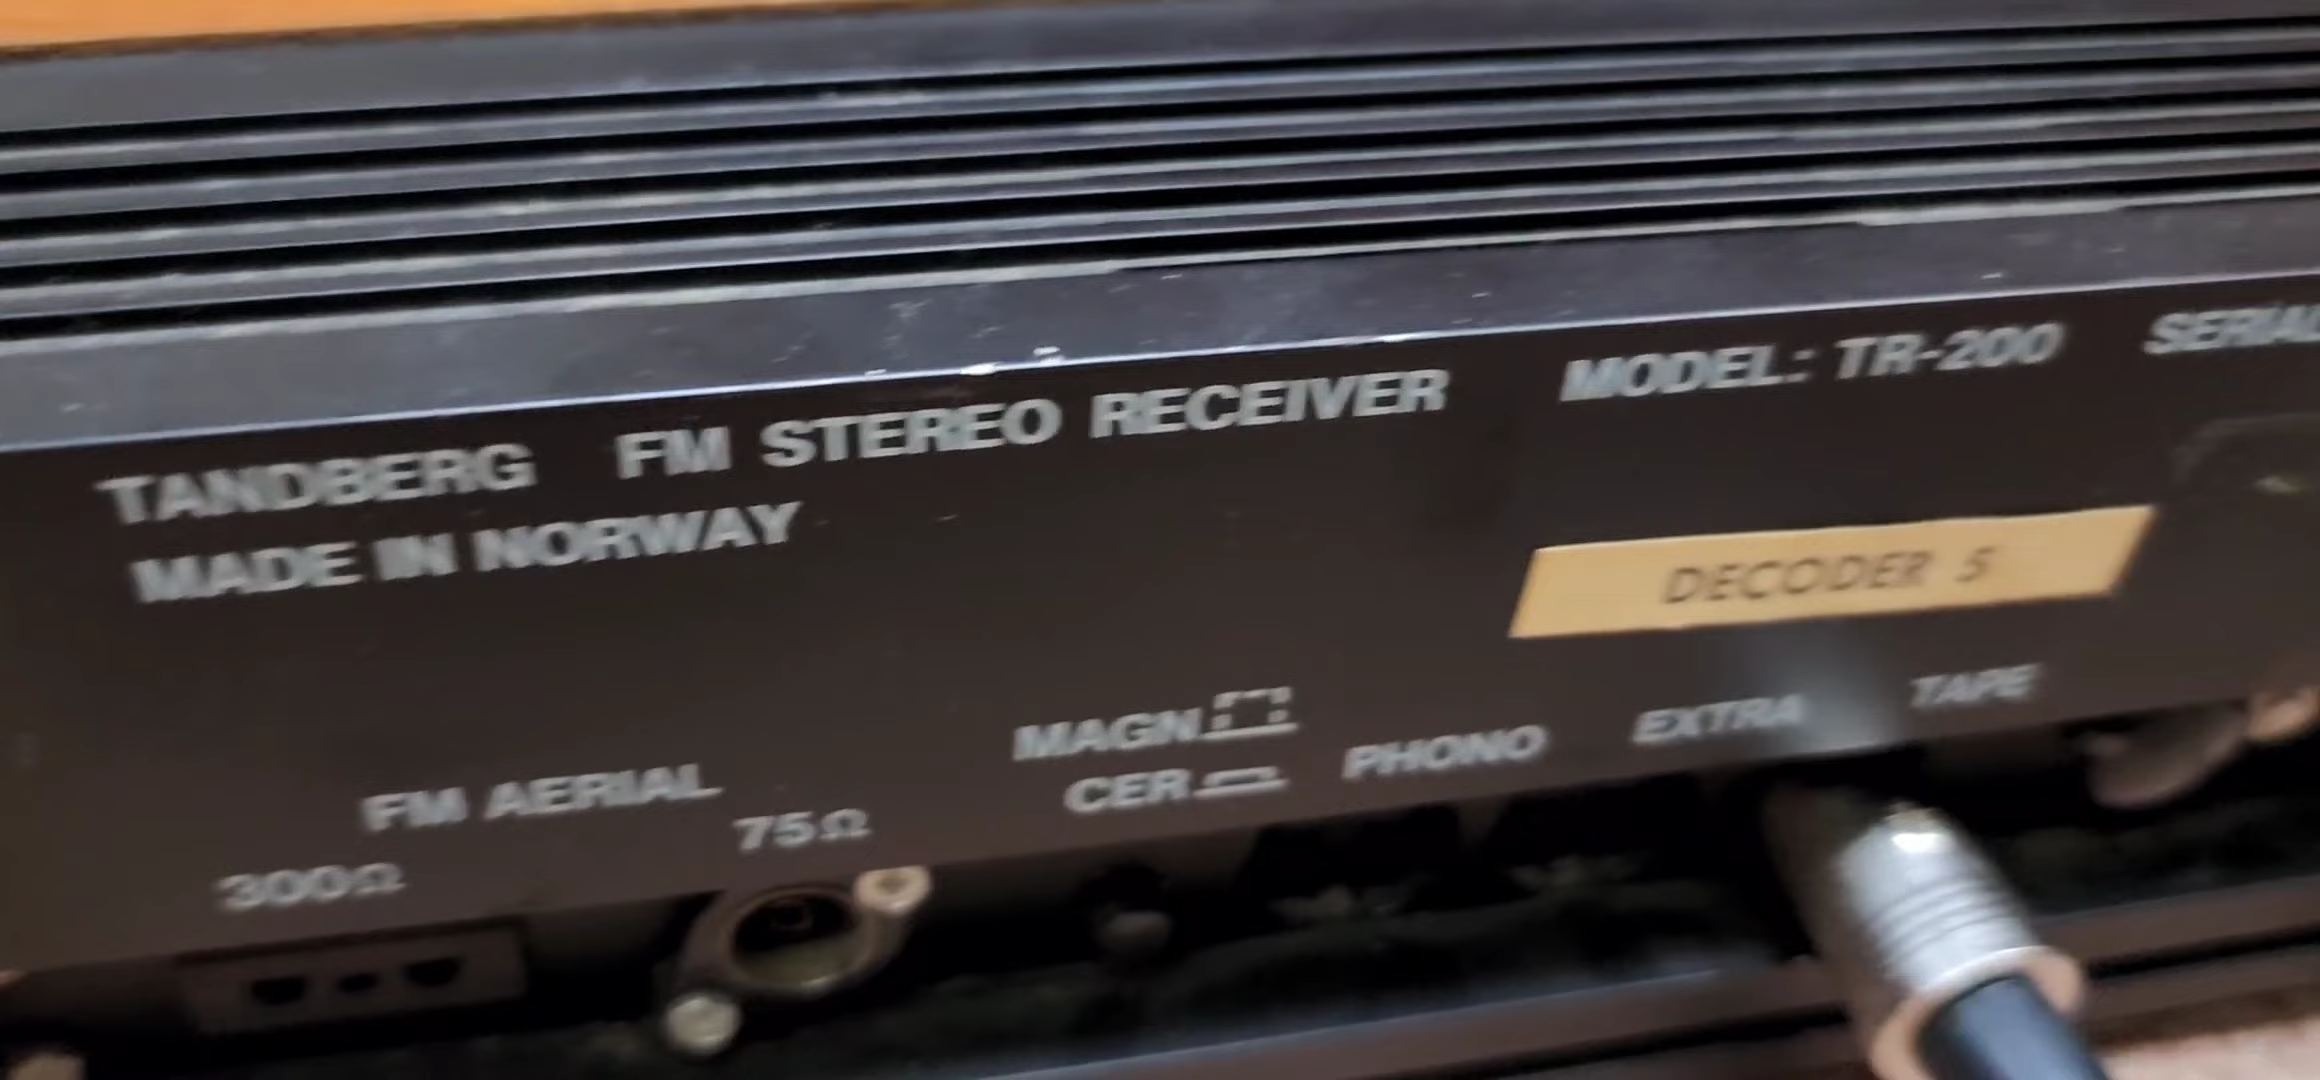 TANDBERG FM STEREO RECEIVER MODEL: TR-200 SERIAL
MADE IN NORWAY
DECODER S
FM AERIAL
300Ω 75Ω
MAGN
CER
PHONO EXTRA TAPE